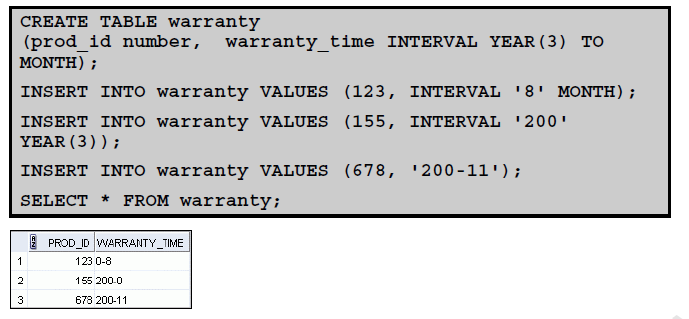 CREATE TABLE warranty
(prod_id number, warranty_time INTERVAL YEAR(3) TO
MONTH);
INSERT INTO warranty VALUES (123, INTERVAL '8' MONTH);
INSERT INTO warranty VALUES (155, INTERVAL '200'
YEAR(3));
INSERT INTO warranty VALUES (678, '200-11');
SELECT * FROM warranty;
PROD_ID WARRANTY_TIME
1 123 0-8
2 155 200-0
3 678 200-11